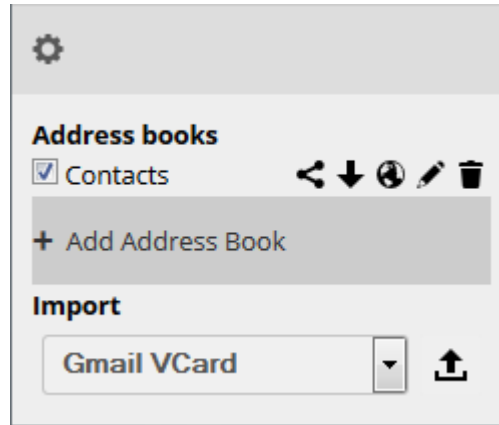 Address books
Contacts
+ Add Address Book
Import
Gmail VCard